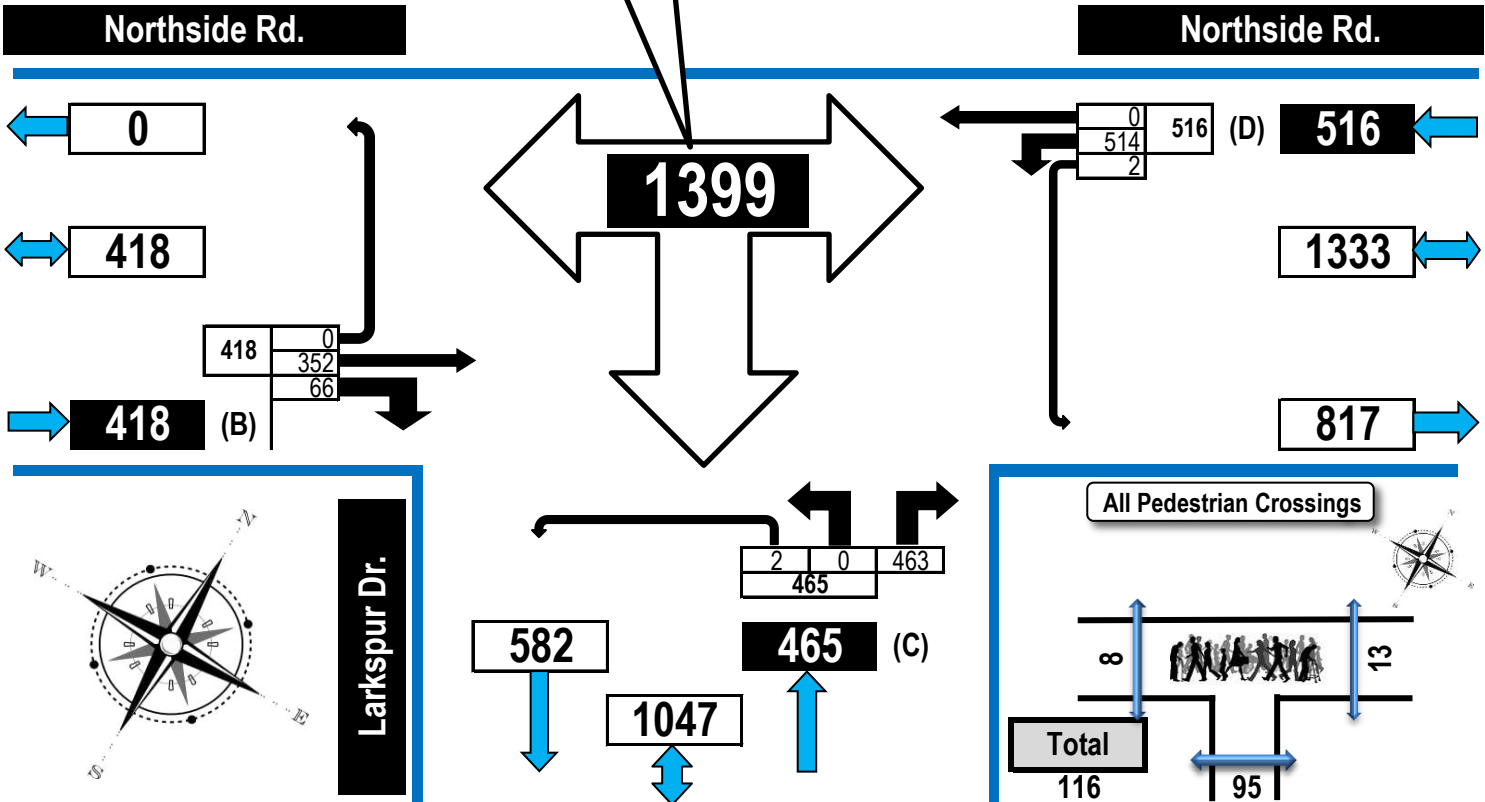 Northside Rd.
Northside Rd.
0
418
418
0
352
66
418
(B)
1399
0
514
2
516
(D)
516
1333
817
N
W
E
S
Larkspur Dr.
2
0
463
465
582
465
(C)
1047
All Pedestrian Crossings
N
W
E
8
13
Total
116
95